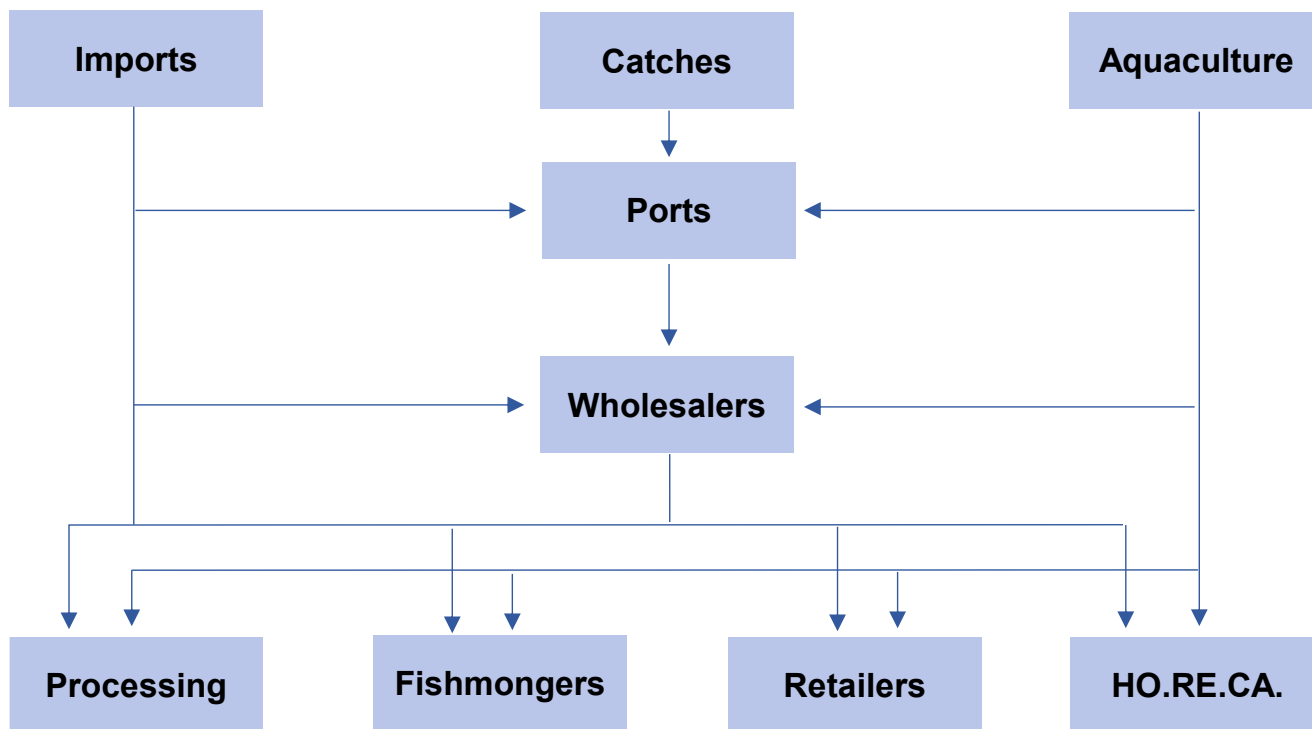 Imports
Catches
Aquaculture
Ports
Wholesalers
Processing
Fishmongers
Retailers
HO.RE.CA.